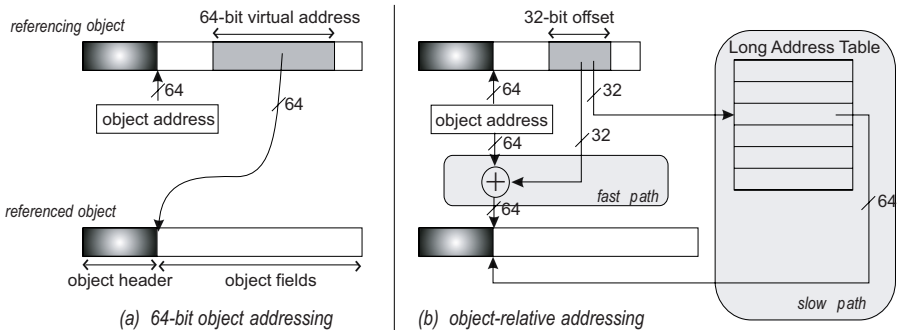 64-bit virtual address
referencing object
64
64
object address
referenced object
object header
object fields
(a) 64-bit object addressing
32-bit offset
Long Address Table
64
32
object address
64
32
+
fast path
64
64
slow path
(b) object-relative addressing